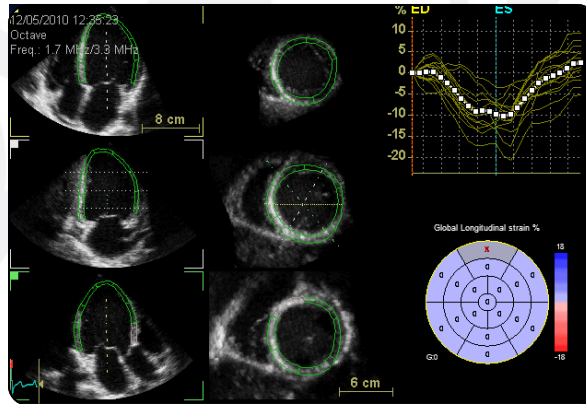 12/05/2010 12:35:23
Octave
Freq.: 1.7 MHz/3.3 MHz
8 cm
6 cm
% ED ES
10
5
0
-5
-10
-15
-20
Global Longitudinal strain %
X
18
-18
G:0